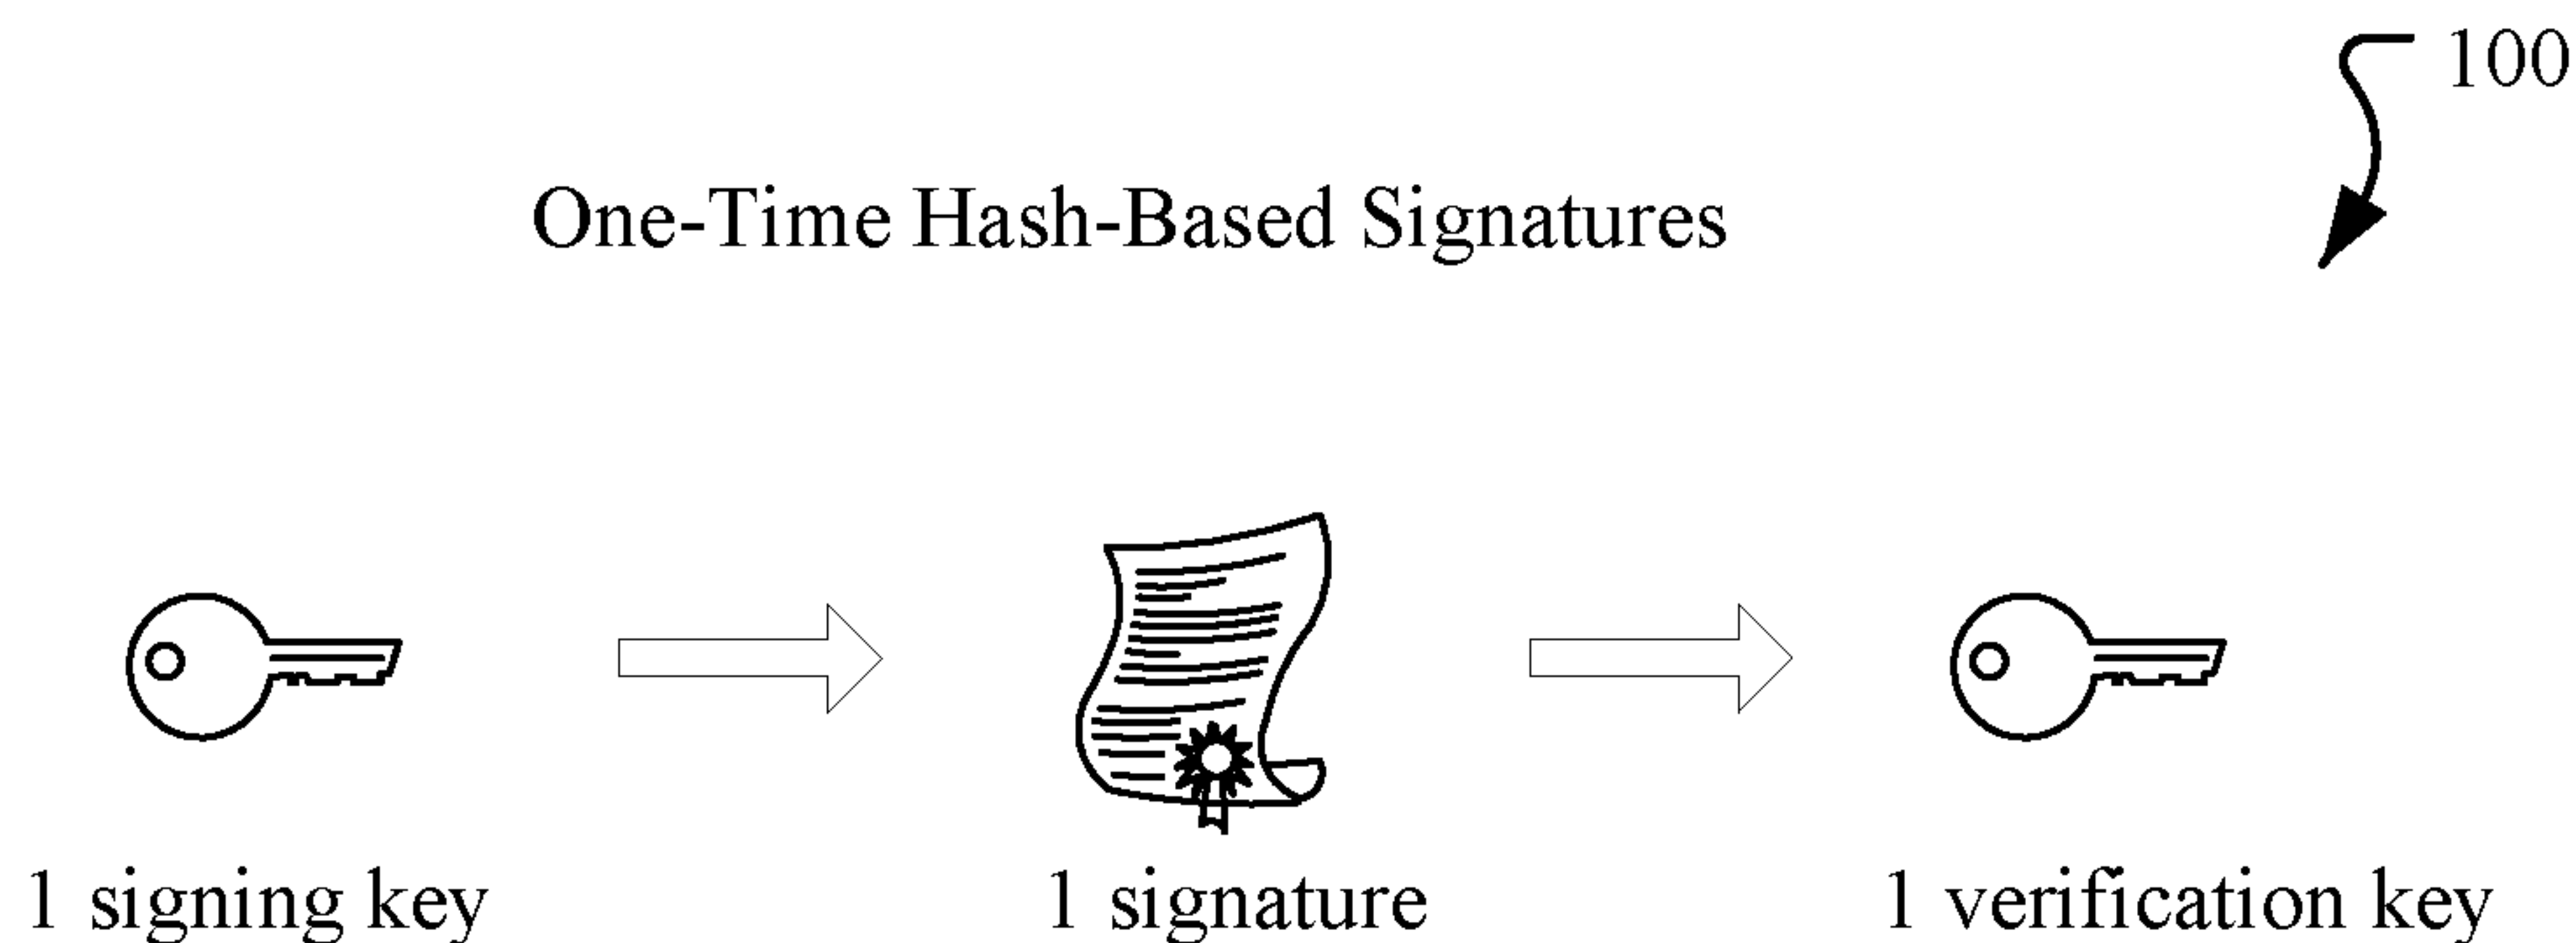 100
One-Time Hash-Based Signatures
1 signing key
1 signature
1 verification key